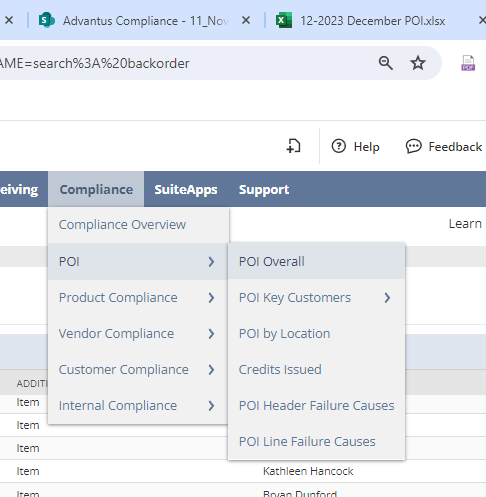 Advantus Compliance - 11_Nov
12-2023 December POI.xlsx
AME=search%3A%20backorder
PDF
Help
Feedback
eiving
Compliance
SuiteApps
Support
Compliance Overview
Learn
POI
POI Overall
Product Compliance
POI Key Customers
Vendor Compliance
POI by Location
Customer Compliance
Credits Issued
ADDITI
Internal Compliance
POI Header Failure Causes
Item
Item
POI Line Failure Causes
Item
Item
Kathleen Hancock
Item
Bryan Dunford